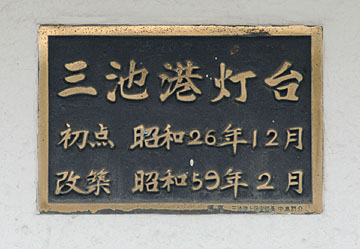 三池港灯台
初点 昭和26年12月
改築 昭和59年2月